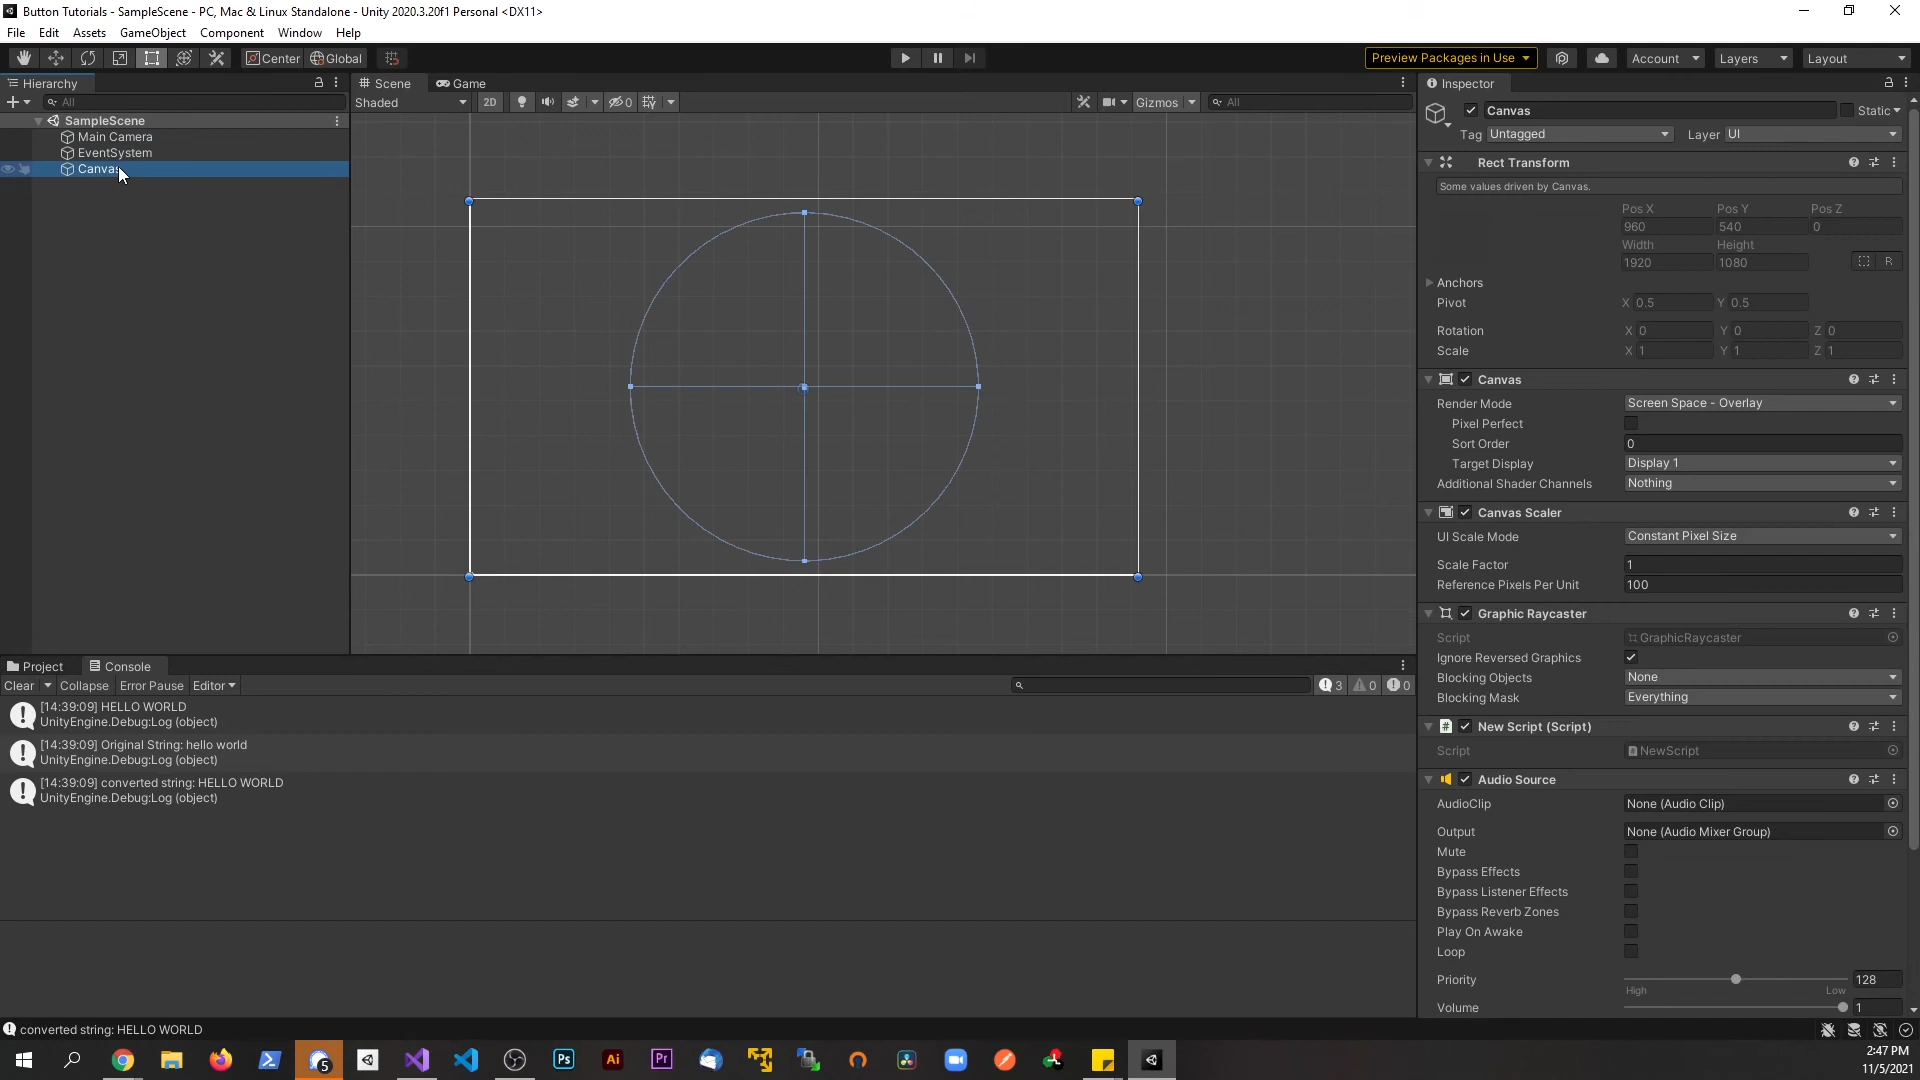 Button Tutorials - SampleScene - PC, Mac & Linux Standalone - Unity 2020.3.20f1 Personal <DX11>
File Edit Assets GameObject Component Window Help
Center Global Preview Packages in Use Account Layers Layout
Hierarchy
All
SampleScene
Main Camera
EventSystem
Canvas
Scene Game
Shaded 2D 0 Gizmos All
Inspector
Canvas Static
Tag Untagged Layer UI
Rect Transform
Some values driven by Canvas.
Pos X Pos Y Pos Z
960 540 0
Width Height
1920 1080 R
Anchors
Pivot X 0.5 Y 0.5
Rotation X 0 Y 0 Z 0
Scale X 1 Y 1 Z 1
Canvas
Render Mode Screen Space - Overlay
Pixel Perfect
Sort Order 0
Target Display Display 1
Additional Shader Channels Nothing
Canvas Scaler
UI Scale Mode Constant Pixel Size
Scale Factor 1
Reference Pixels Per Unit 100
Graphic Raycaster
Script GraphicRaycaster
Ignore Reversed Graphics
Blocking Objects None
Blocking Mask Everything
# New Script (Script)
Script NewScript
Audio Source
AudioClip None (Audio Clip)
Output None (Audio Mixer Group)
Mute
Bypass Effects
Bypass Listener Effects
Bypass Reverb Zones
Play On Awake
Loop
Priority 128
High Low
Volume 1
Project Console
Clear Collapse Error Pause Editor 3 0 0
[14:39:09] HELLO WORLD
UnityEngine.Debug:Log (object)
[14:39:09] Original String: hello world
UnityEngine.Debug:Log (object)
[14:39:09] converted string: HELLO WORLD
UnityEngine.Debug:Log (object)
converted string: HELLO WORLD
5 Ps Ai Pr
2:47 PM
11/5/2021